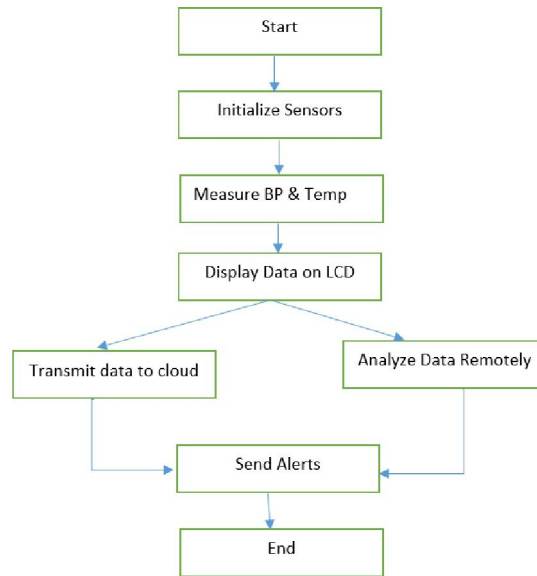 Start
Initialize Sensors
Measure BP & Temp
Display Data on LCD
Transmit data to cloud
Analyze Data Remotely
Send Alerts
End